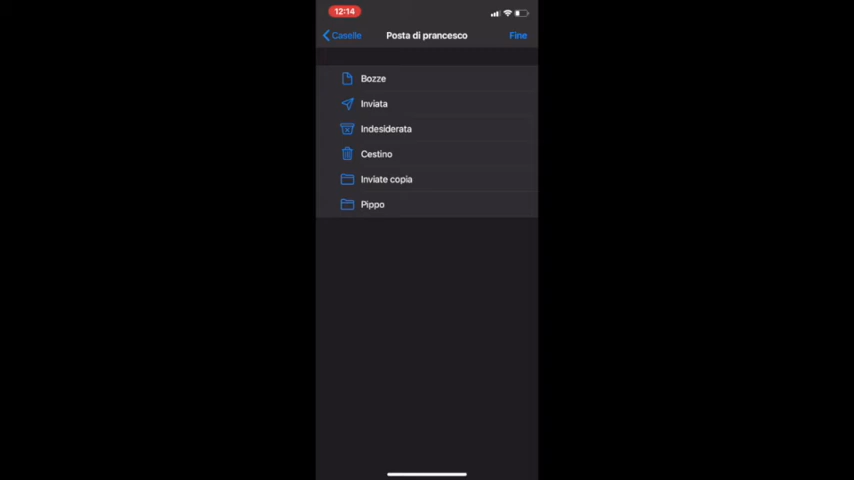 12:14
Caselle
Posta di prancesco
Fine
Bozze
Inviata
Indesiderata
Cestino
Inviate copia
Pippo